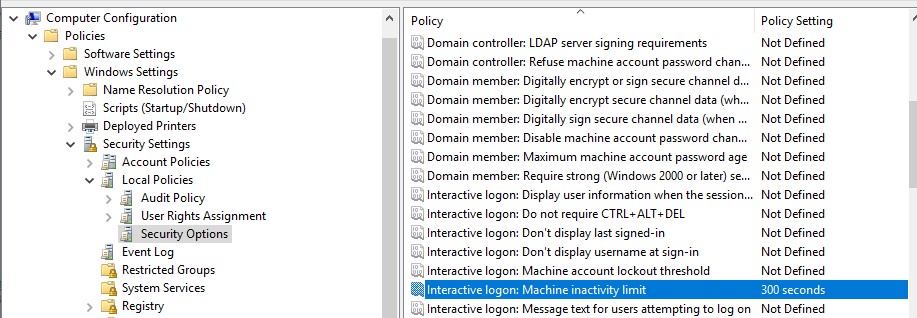 Computer Configuration
Policies
Software Settings
Windows Settings
Name Resolution Policy
Scripts (Startup/Shutdown)
Deployed Printers
Security Settings
Account Policies
Local Policies
Audit Policy
User Rights Assignment
Security Options
Event Log
Restricted Groups
System Services
Registry
Policy Policy Setting
Domain controller: LDAP server signing requirements Not Defined
Domain controller: Refuse machine account password chan... Not Defined
Domain member: Digitally encrypt or sign secure channel d... Not Defined
Domain member: Digitally encrypt secure channel data (wh... Not Defined
Domain member: Digitally sign secure channel data (when ... Not Defined
Domain member: Disable machine account password chan... Not Defined
Domain member: Maximum machine account password age Not Defined
Domain member: Require strong (Windows 2000 or later) se... Not Defined
Interactive logon: Display user information when the session... Not Defined
Interactive logon: Do not require CTRL+ALT+DEL Not Defined
Interactive logon: Don't display last signed-in Not Defined
Interactive logon: Don't display username at sign-in Not Defined
Interactive logon: Machine account lockout threshold Not Defined
Interactive logon: Machine inactivity limit 300 seconds
Interactive logon: Message text for users attempting to log on Not Defined